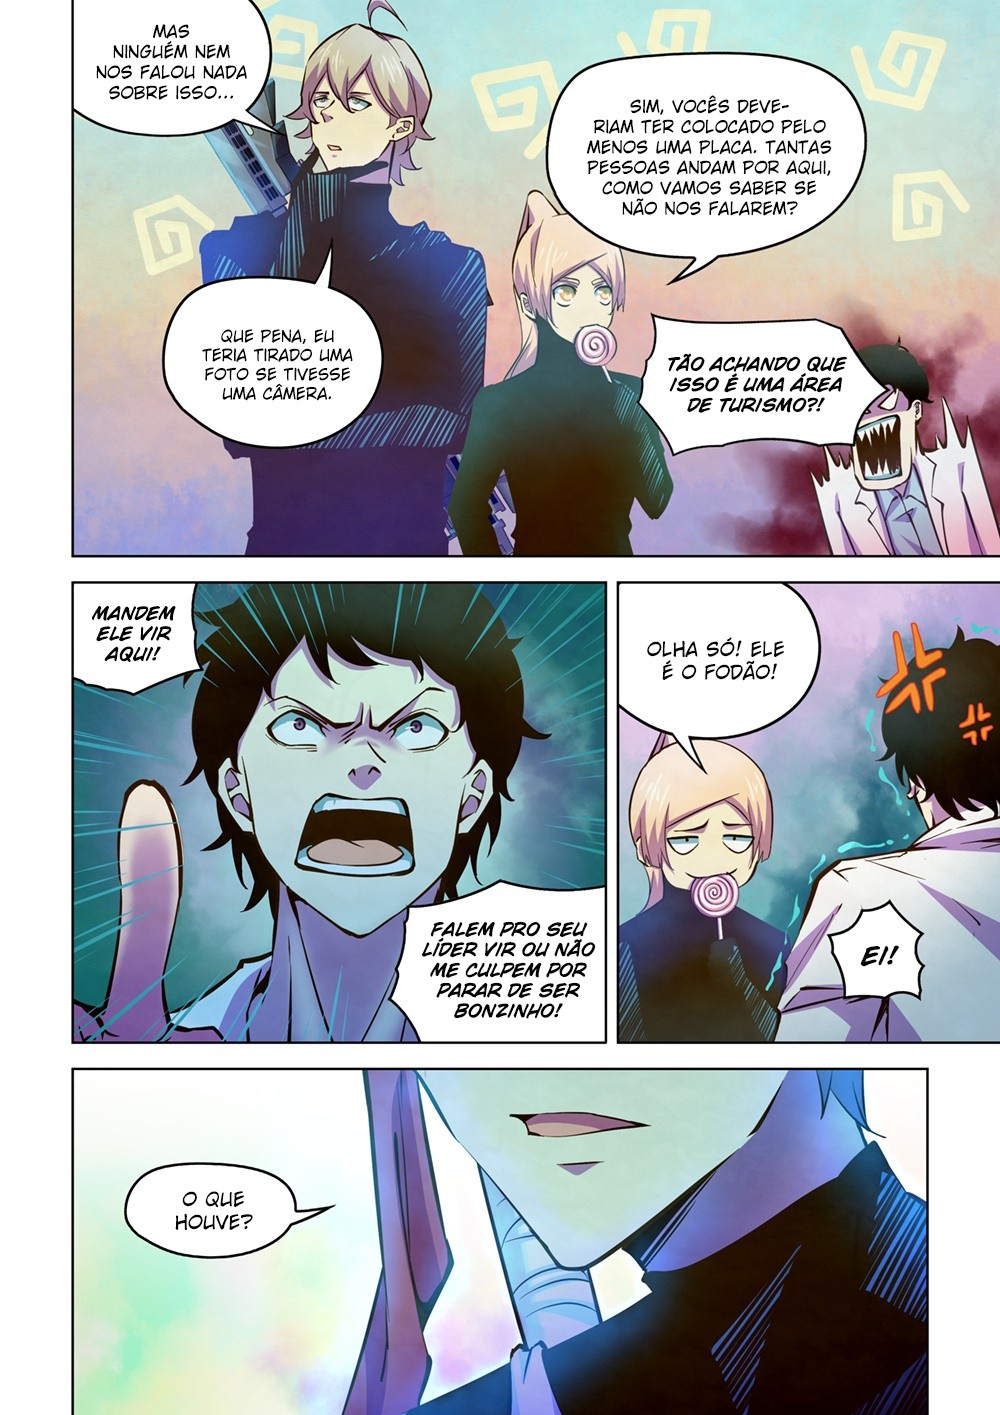 MAS
NINGUÉM NEM
NOS FALOU NADA
SOBRE ISSO...
SIM, VOCÊS DEVE-
RIAM TER COLOCADO PELO
MENOS UMA PLACA. TANTAS
PESSOAS ANDAM POR AQUI,
COMO VAMOS SABER SE
NÃO NOS FALAREM?
QUE PENA, EU
TERIA TIRADO UMA
FOTO SE TIVESSE
UMA CÂMERA.
TÃO ACHANDO QUE
ISSO É UMA ÁREA
DE TURISMO?!
MANDEM
ELE VIR
AQUI!
FALEM PRO SEU
LÍDER VIR OU NÃO
ME CULPEM POR
PARAR DE SER
BONZINHO!
OLHA SÓ! ELE
É O FODÃO!
EI!
O QUE
HOUVE?